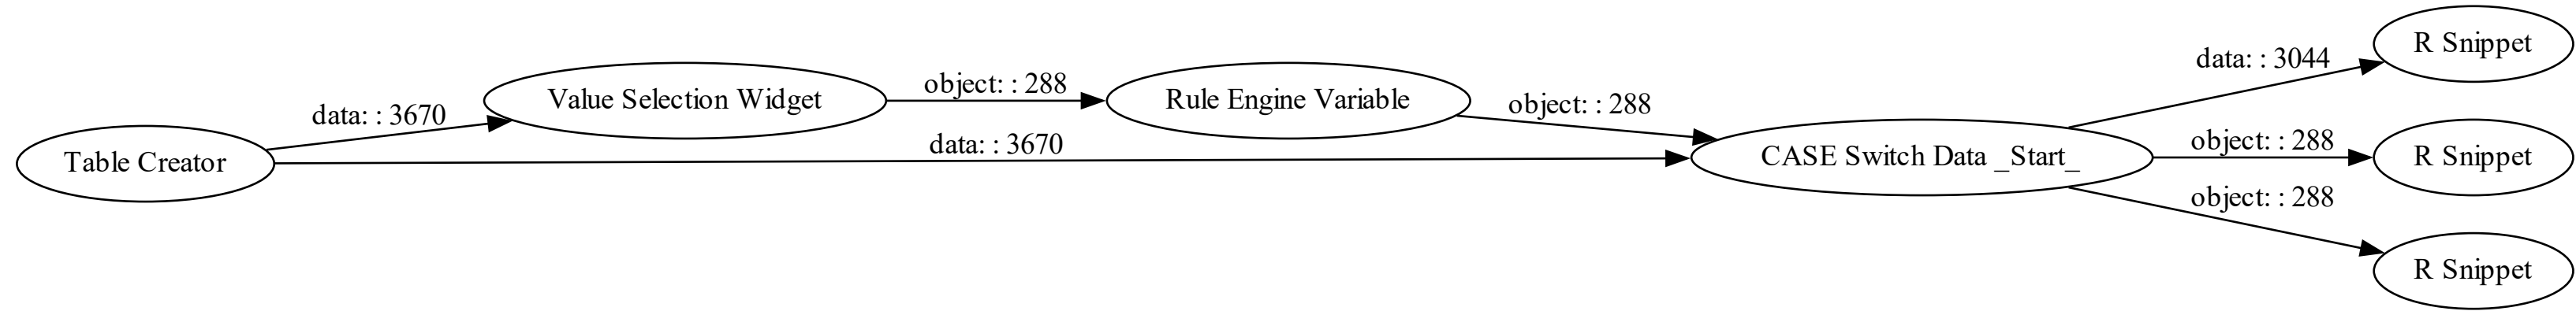 Table Creator
data: : 3670
data: : 3670
Value Selection Widget
object: : 288
Rule Engine Variable
object: : 288
CASE Switch Data _Start_
data: : 3044
object: : 288
object: : 288
R Snippet
R Snippet
R Snippet